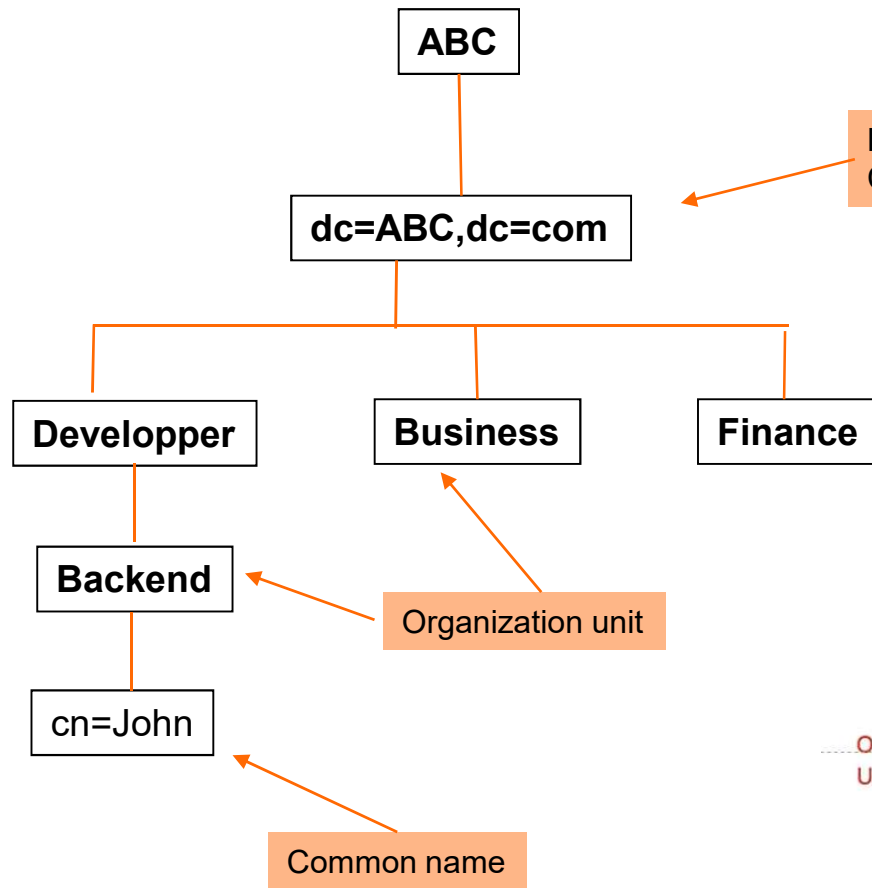 ABC
dc=ABC,dc=com
Developper
Business
Finance
Backend
Organization unit
cn=John
Common name